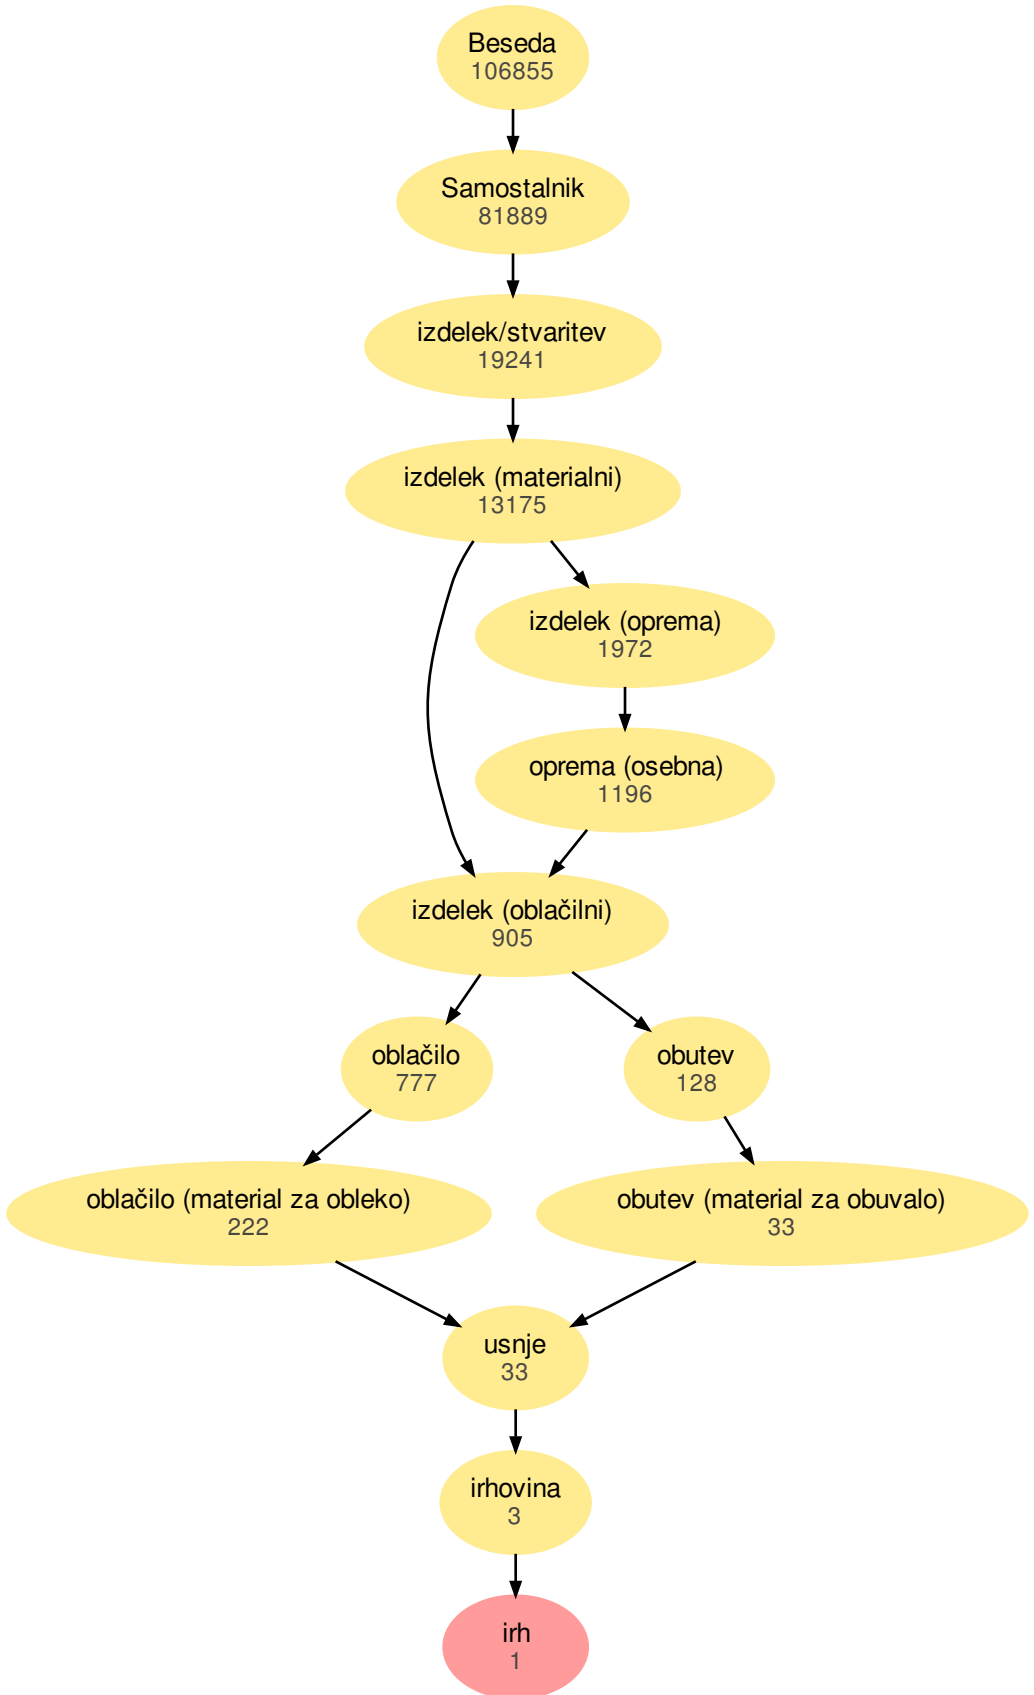 Beseda
106855
Samostalnik
81889
izdelek/stvaritev
19241
izdelek (materialni)
13175
izdelek (oprema)
1972
oprema (osebna)
1196
izdelek (oblačilni)
905
oblačilo
777
obutev
128
oblačilo (material za obleko)
222
obutev (material za obuvalo)
33
usnje
33
irhovina
3
irh
1